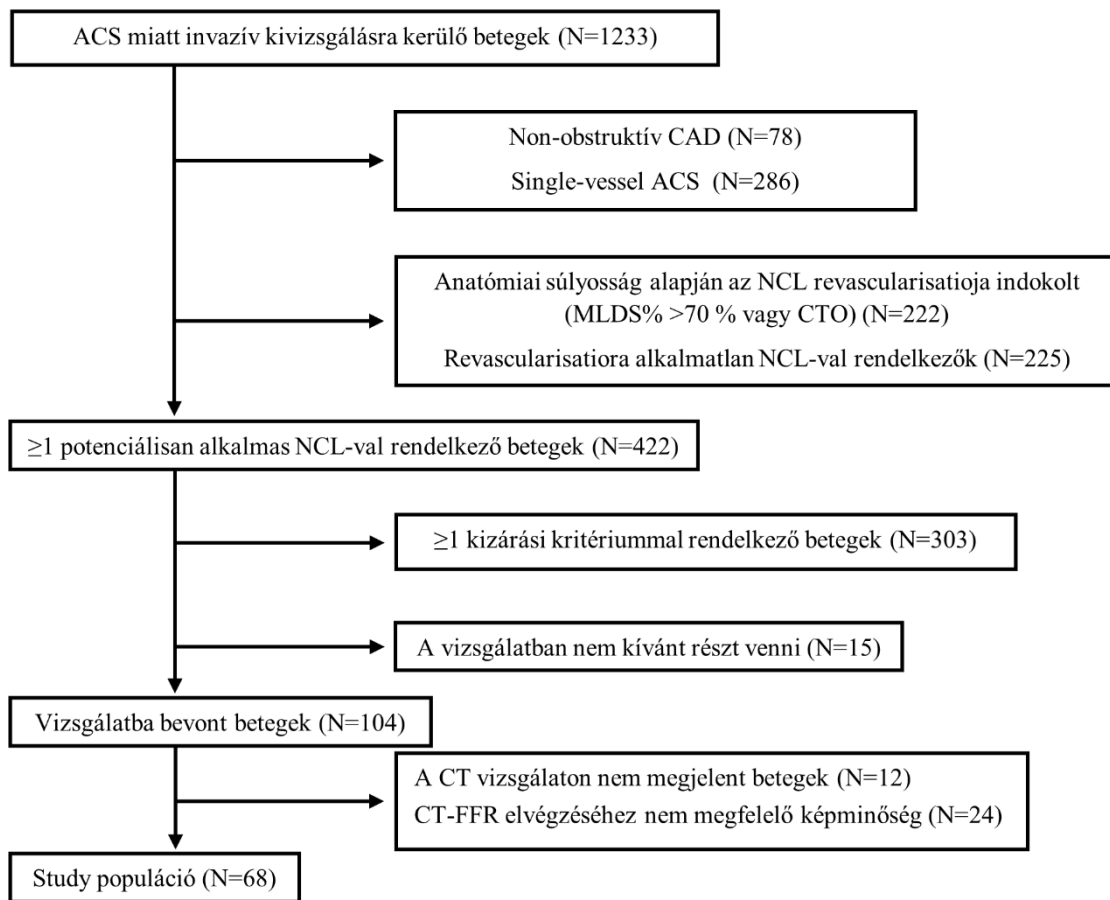 ACS miatt invazív kivizsgálásra kerülő betegek (N=1233)
Non-obstruktív CAD (N=78)
Single-vessel ACS (N=286)
Anatómiai súlyosság alapján az NCL revascularisatioja indokolt
(MLDS% >70 % vagy CTO) (N=222)
Revascularisatiora alkalmatlan NCL-val rendelkezők (N=225)
≥1 potenciálisan alkalmas NCL-val rendelkező betegek (N=422)
≥1 kizárási kritériummal rendelkező betegek (N=303)
A vizsgálatban nem kívánt részt venni (N=15)
Vizsgálatba bevont betegek (N=104)
A CT vizsgálaton nem megjelent betegek (N=12)
CT-FFR elvégzéséhez nem megfelelő képminőség (N=24)
Study populáció (N=68)